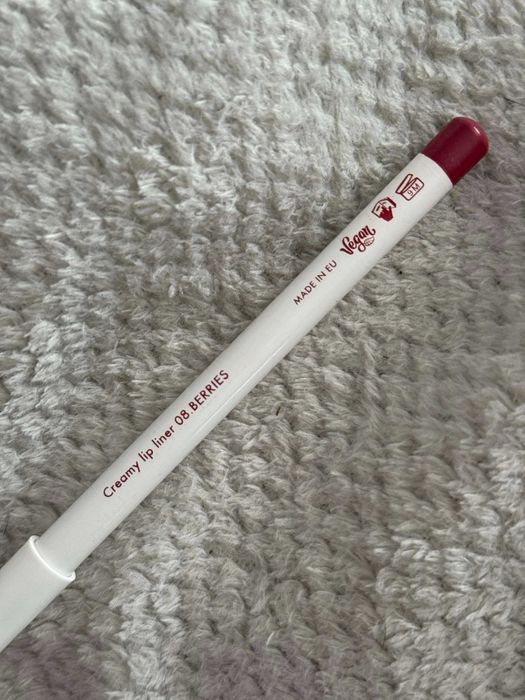 Creamy lip liner 08.BERRIES
MADE IN EU
Vegan
9M